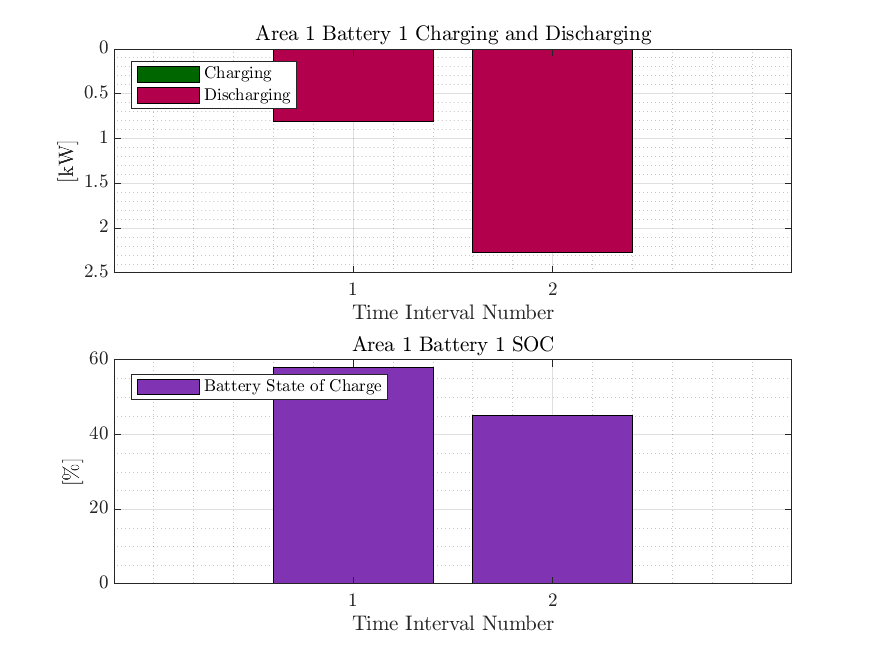 Area 1 Battery 1 Charging and Discharging
0
0.5
1
1.5
2
2.5
[kW]
Charging
Discharging
1 2
Time Interval Number
Area 1 Battery 1 SOC
60
40
20
0
[%]
Battery State of Charge
1 2
Time Interval Number